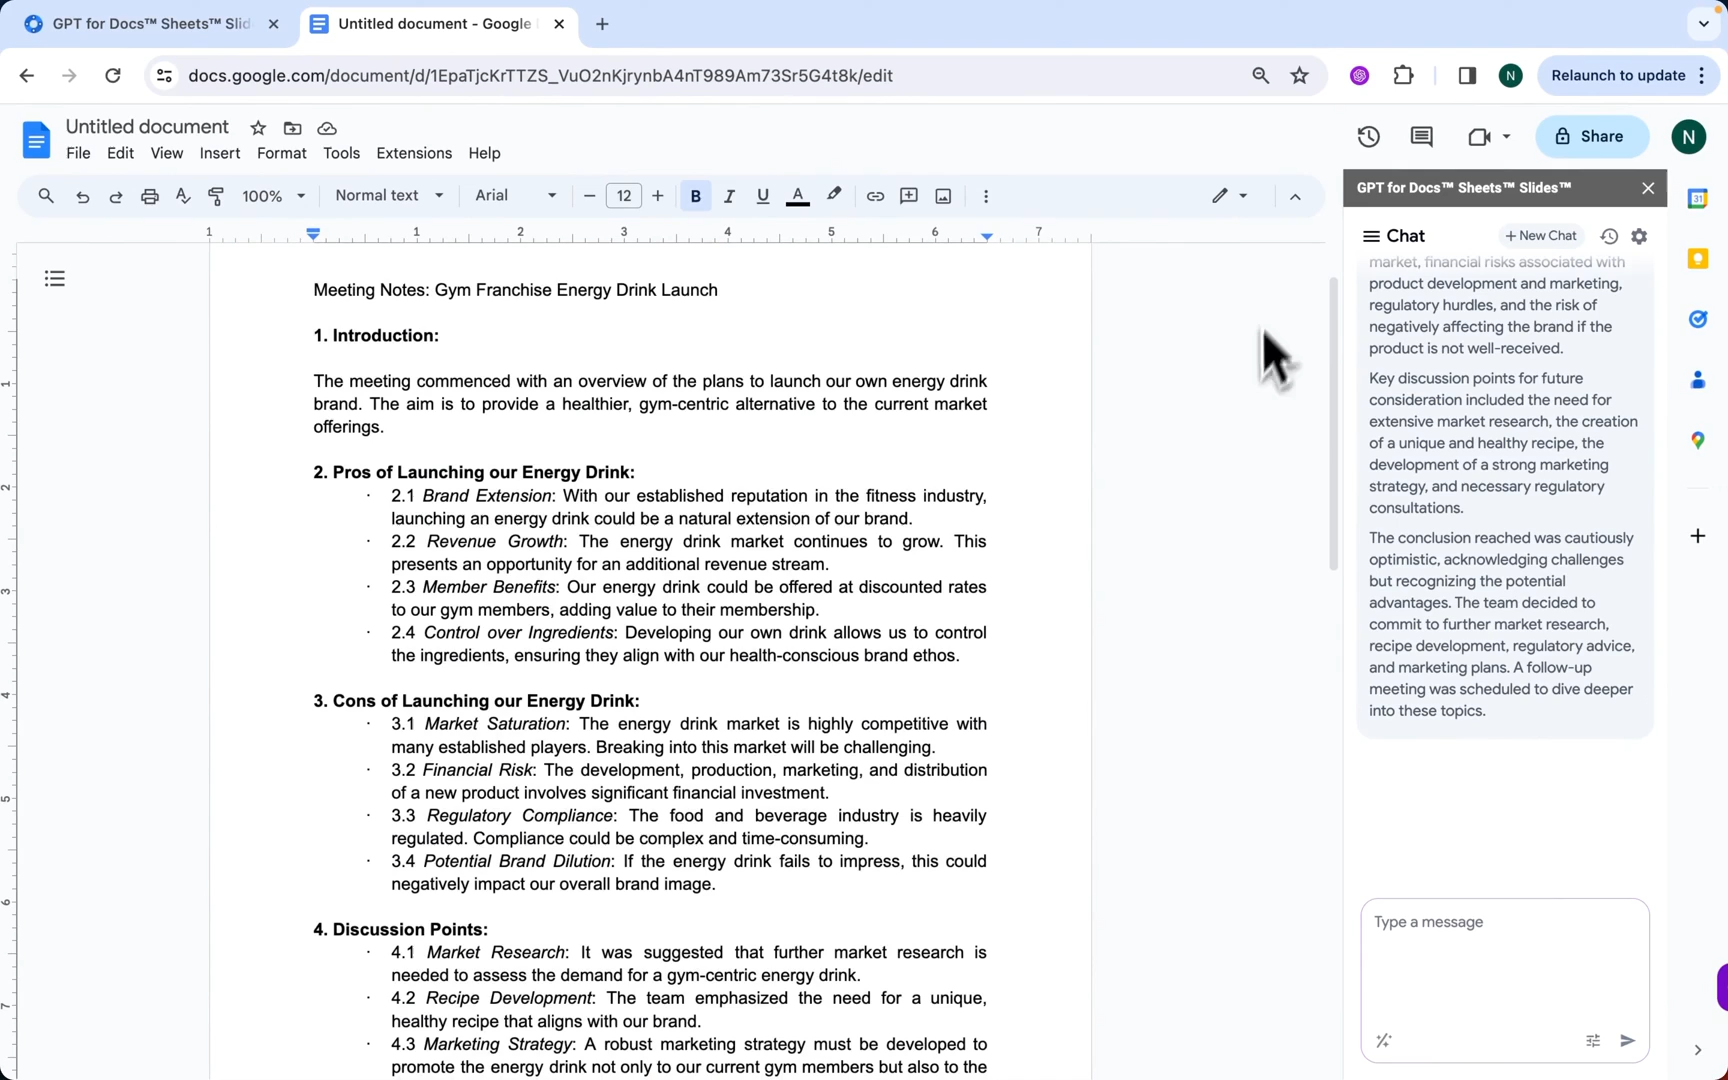 GPT for Docs™ Sheets™ Slid
Untitled document - Google
docs.google.com/document/d/1EpaTjcKrTTZS_VuO2nKjrynbA4nT989Am73Sr5G4t8k/edit
N
Relaunch to update
Untitled document
File Edit View Insert Format Tools Extensions Help
Share
N
100% Normal text Arial 12 B I U A
GPT for Docs™ Sheets™ Slides™
31
1 1 2 3 4 5 6 7
Chat
+ New Chat
Meeting Notes: Gym Franchise Energy Drink Launch
1. Introduction:
The meeting commenced with an overview of the plans to launch our own energy drink
brand. The aim is to provide a healthier, gym-centric alternative to the current market
offerings.
2. Pros of Launching our Energy Drink:
· 2.1 Brand Extension: With our established reputation in the fitness industry,
launching an energy drink could be a natural extension of our brand.
· 2.2 Revenue Growth: The energy drink market continues to grow. This
presents an opportunity for an additional revenue stream.
· 2.3 Member Benefits: Our energy drink could be offered at discounted rates
to our gym members, adding value to their membership.
· 2.4 Control over Ingredients: Developing our own drink allows us to control
the ingredients, ensuring they align with our health-conscious brand ethos.
3. Cons of Launching our Energy Drink:
· 3.1 Market Saturation: The energy drink market is highly competitive with
many established players. Breaking into this market will be challenging.
· 3.2 Financial Risk: The development, production, marketing, and distribution
of a new product involves significant financial investment.
· 3.3 Regulatory Compliance: The food and beverage industry is heavily
regulated. Compliance could be complex and time-consuming.
· 3.4 Potential Brand Dilution: If the energy drink fails to impress, this could
negatively impact our overall brand image.
4. Discussion Points:
· 4.1 Market Research: It was suggested that further market research is
needed to assess the demand for a gym-centric energy drink.
· 4.2 Recipe Development: The team emphasized the need for a unique,
healthy recipe that aligns with our brand.
· 4.3 Marketing Strategy: A robust marketing strategy must be developed to
promote the energy drink not only to our current gym members but also to the
1
2
3
4
5
6
7
market, financial risks associated with
product development and marketing,
regulatory hurdles, and the risk of
negatively affecting the brand if the
product is not well-received.
Key discussion points for future
consideration included the need for
extensive market research, the creation
of a unique and healthy recipe, the
development of a strong marketing
strategy, and necessary regulatory
consultations.
The conclusion reached was cautiously
optimistic, acknowledging challenges
but recognizing the potential
advantages. The team decided to
commit to further market research,
recipe development, regulatory advice,
and marketing plans. A follow-up
meeting was scheduled to dive deeper
into these topics.
Type a message